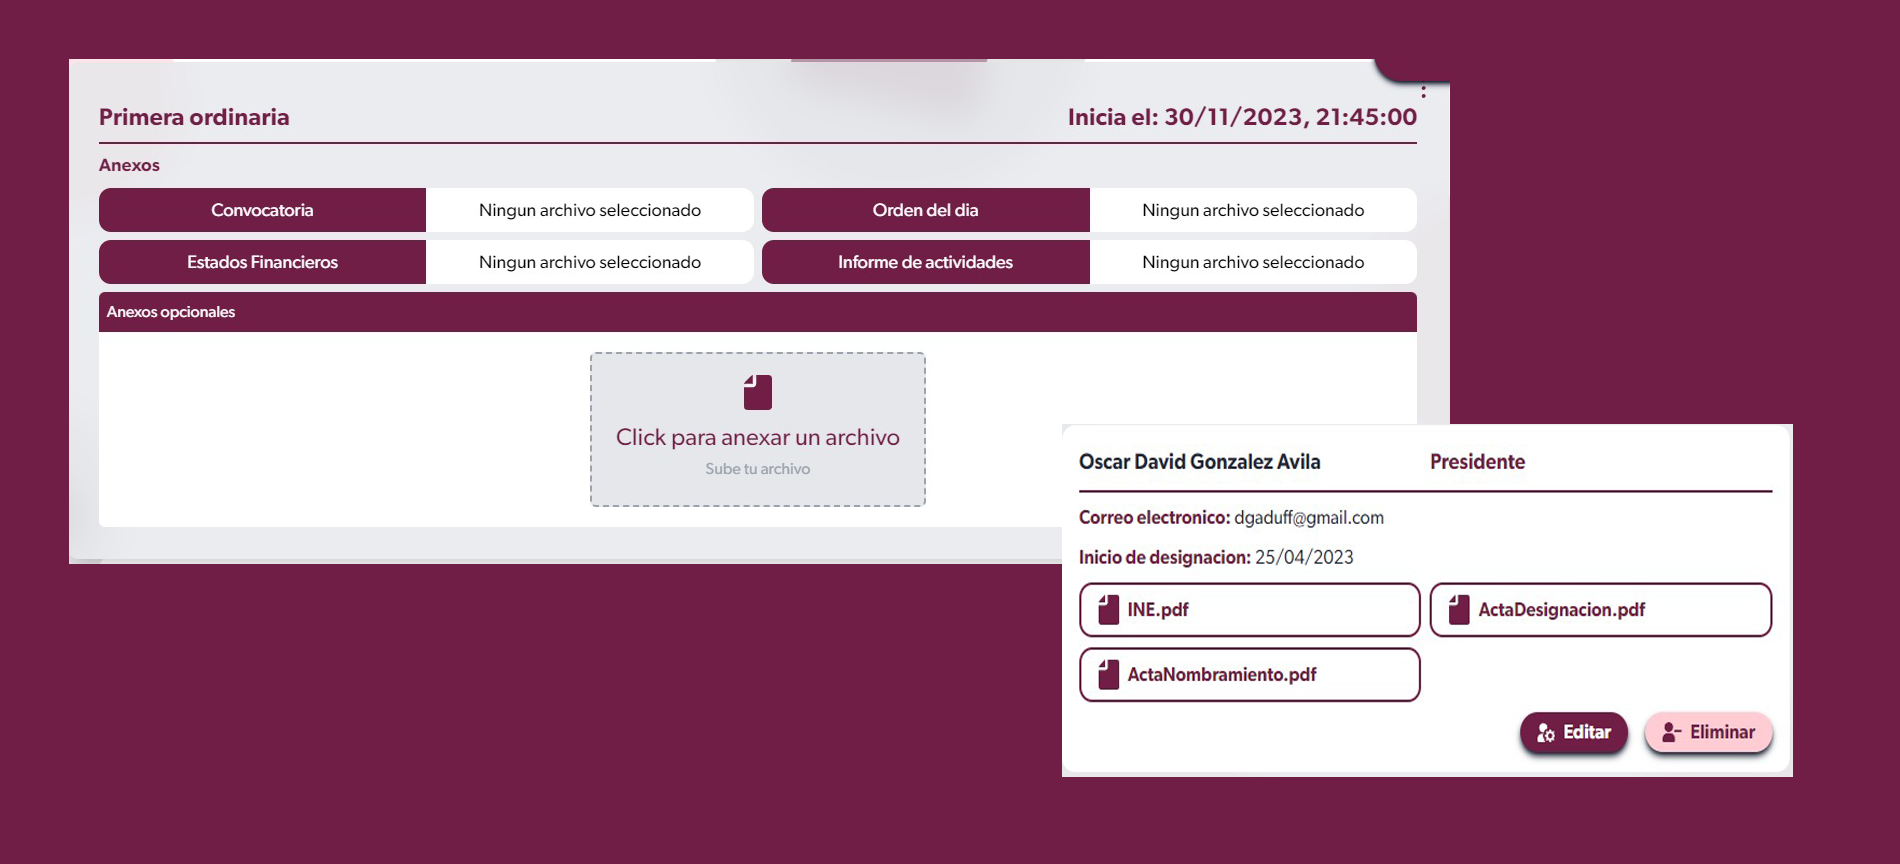 Primera ordinaria
Inicia el: 30/11/2023, 21:45:00
Anexos
Convocatoria
Ningun archivo seleccionado
Orden del dia
Ningun archivo seleccionado
Estados Financieros
Ningun archivo seleccionado
Informe de actividades
Ningun archivo seleccionado
Anexos opcionales
Click para anexar un archivo
Sube tu archivo
Oscar David Gonzalez Avila
Presidente
Correo electronico: dgaduff@gmail.com
Inicio de designacion: 25/04/2023
INE.pdf
ActaDesignacion.pdf
ActaNombramiento.pdf
Editar
Eliminar